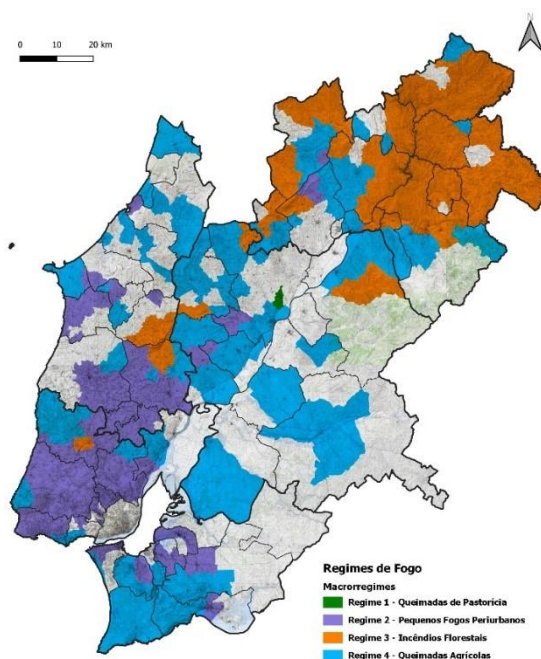 N
0 10 20 km
Regimes de Fogo
Macrorregimes
Regime 1 - Queimadas de Pastorícia
Regime 2 - Pequenos Fogos Periurbanos
Regime 3 - Incêndios Florestais
Regime 4 - Queimadas Agrícolas